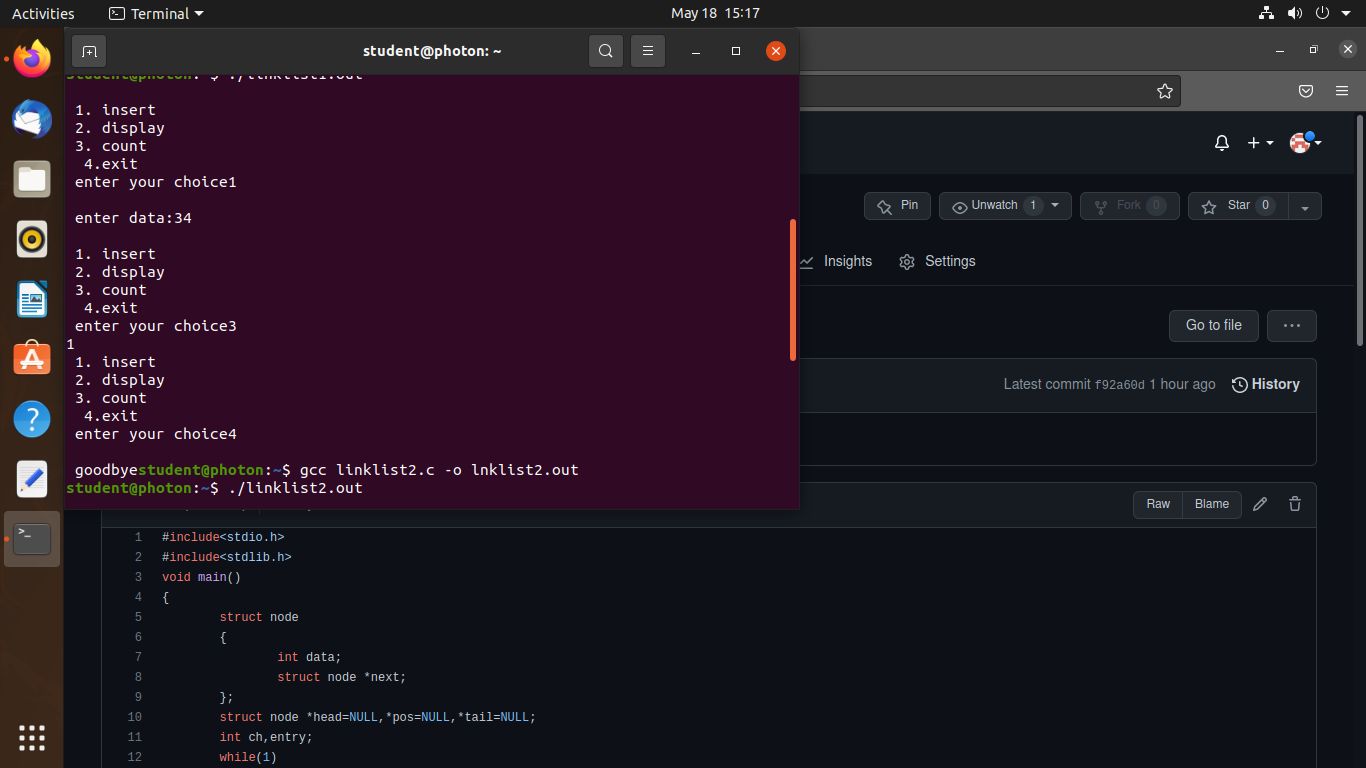 Activities
Terminal
May 18 15:17
student@photon: ~
student@photon:~$ ./linklist1.out
1. insert
2. display
3. count
4.exit
enter your choice1
enter data:34
1. insert
2. display
3. count
4.exit
enter your choice3
1
1. insert
2. display
3. count
4.exit
enter your choice4
goodbyestudent@photon:~$ gcc linklist2.c -o lnklist2.out
student@photon:~$ ./linklist2.out
Pin
Unwatch 1
Fork 0
Star 0
Insights
Settings
Go to file
Latest commit f92a60d 1 hour ago
History
Raw
Blame
1 #include<stdio.h>
2 #include<stdlib.h>
3 void main()
4 {
5 struct node
6 {
7 int data;
8 struct node *next;
9 };
10 struct node *head=NULL,*pos=NULL,*tail=NULL;
11 int ch,entry;
12 while(1)